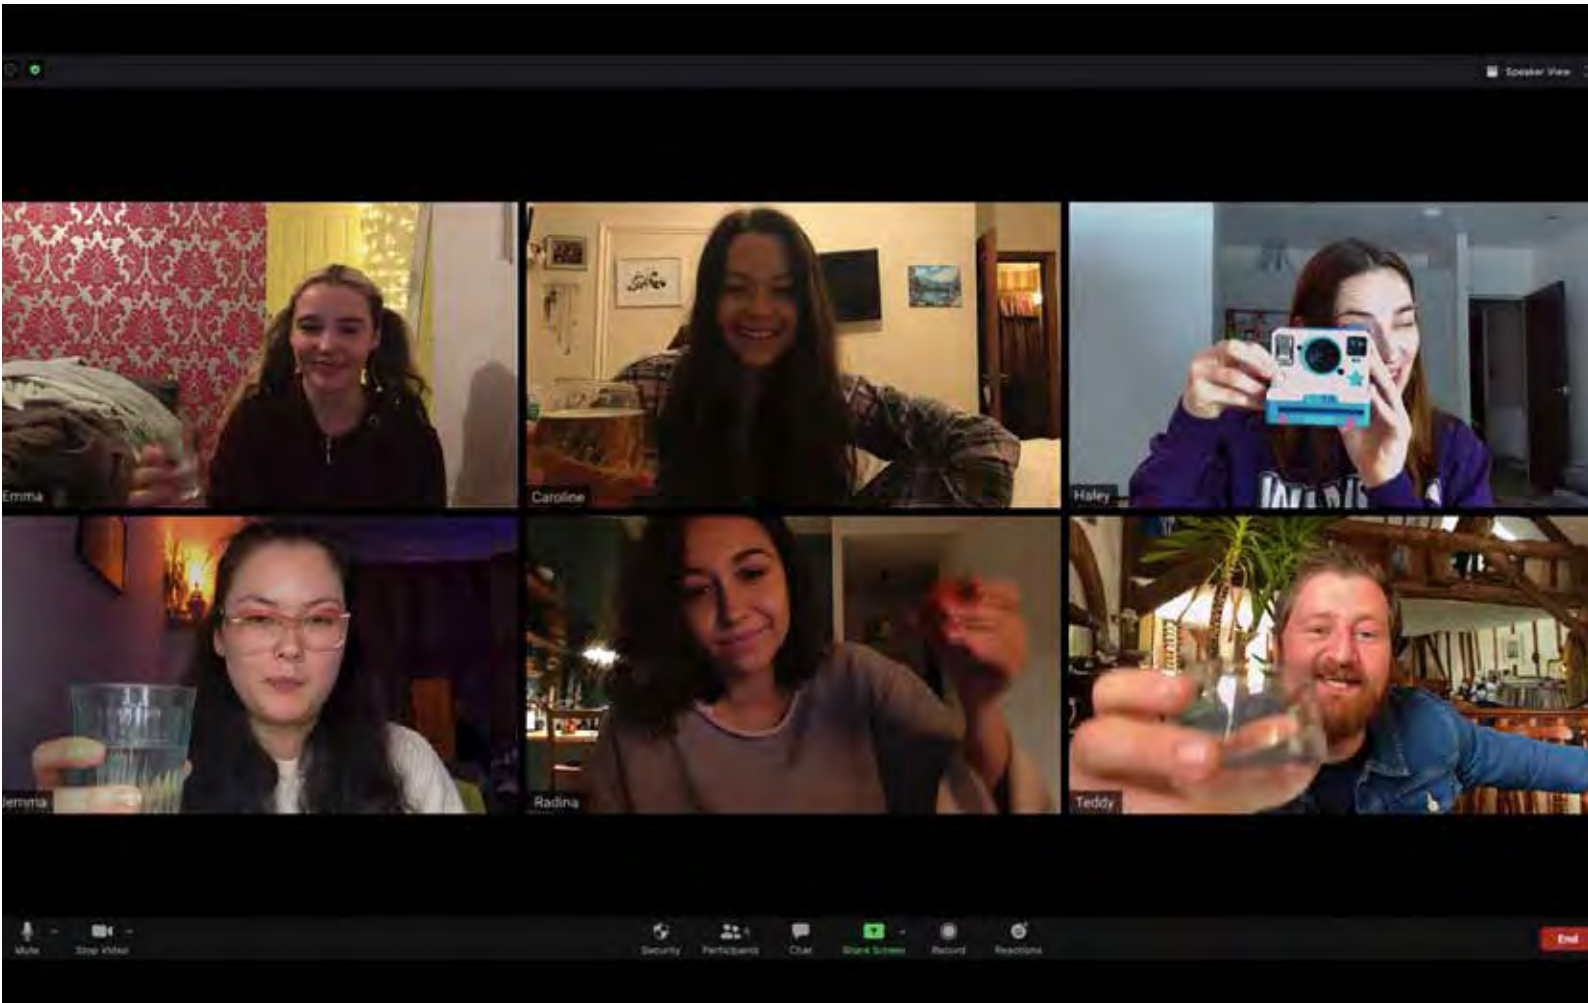 Speaker View
Emma
Caroline
Haley
Jemma
Radina
Teddy
Mute
Stop Video
Security
Participants
Chat
Share Screen
Record
Reactions
End